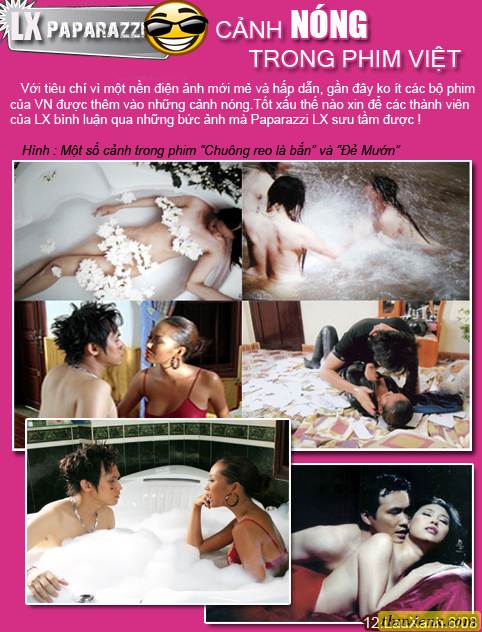 LX PAPARAZZI
CẢNH NÓNG
TRONG PHIM VIỆT
Với tiêu chí vì một nền điện ảnh mới mẻ và hấp dẫn, gần đây ko ít các bộ phim
của VN được thêm vào những cảnh nóng.Tốt xấu thế nào xin để các thành viên
của LX bình luận qua những bức ảnh mà Paparazzi LX sưu tầm được !
Hình : Một số cảnh trong phim "Chuông reo là bắn" và "Đẻ Mướn"